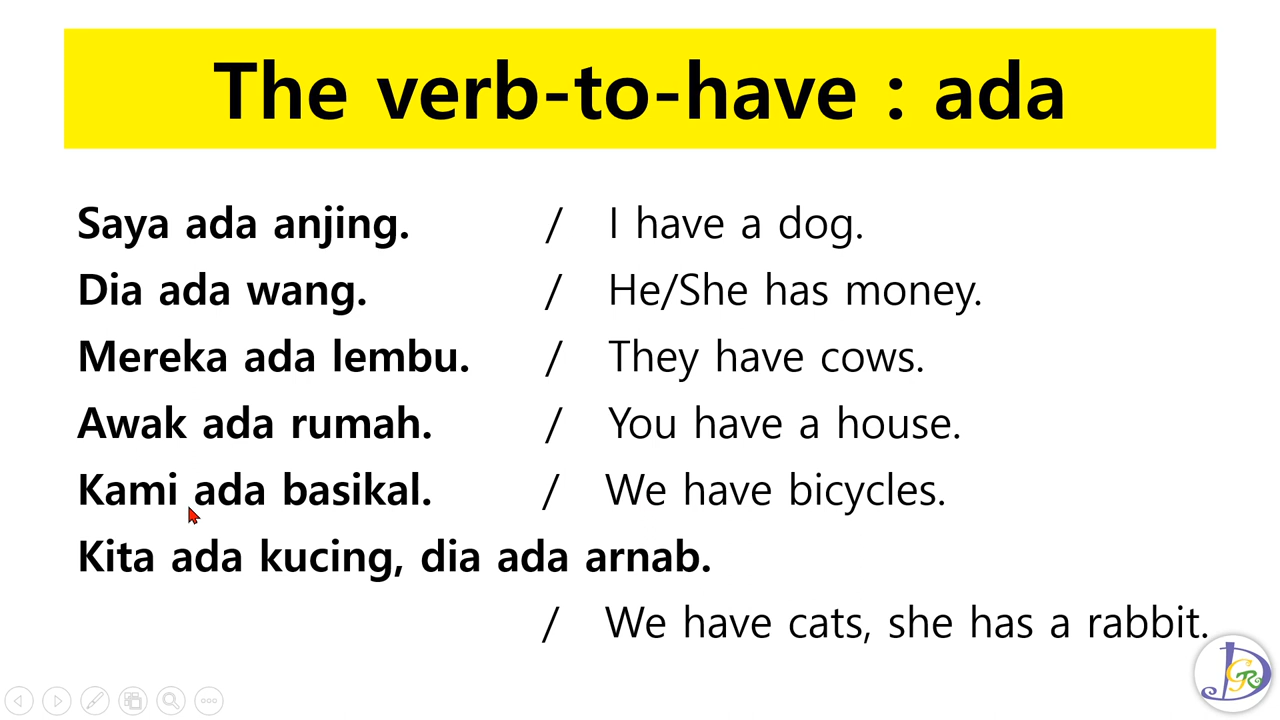 The verb-to-have : ada
Saya ada anjing. / I have a dog.
Dia ada wang. / He/She has money.
Mereka ada lembu. / They have cows.
Awak ada rumah. / You have a house.
Kami ada basikal. / We have bicycles.
Kita ada kucing, dia ada arnab.
/ We have cats, she has a rabbit.